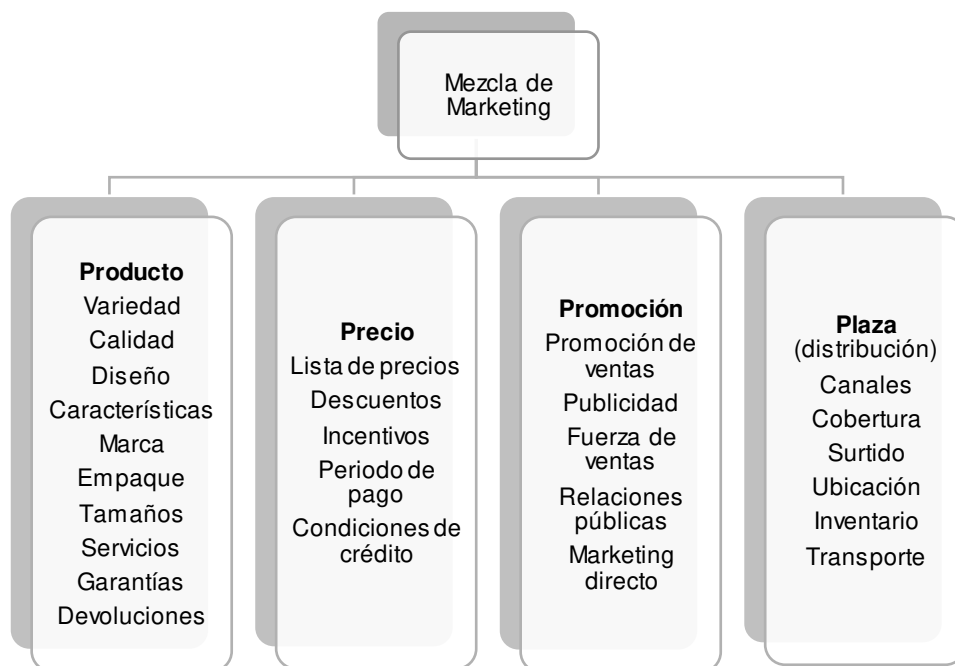 Mezcla de
Marketing
Producto
Variedad
Calidad
Diseño
Característícas
Marca
Empaque
Tamaños
Servicios
Garantías
Devoluciones
Precio
Lista de precios
Descuentos
Incentivos
Periodo de
pago
Condiciones de
crédito
Promoción
Promoción de
ventas
Publicidad
Fuerza de
ventas
Relaciones
públicas
Marketing
directo
Plaza
(distribución)
Canales
Cobertura
Surtido
Ubicación
Inventario
Transporte